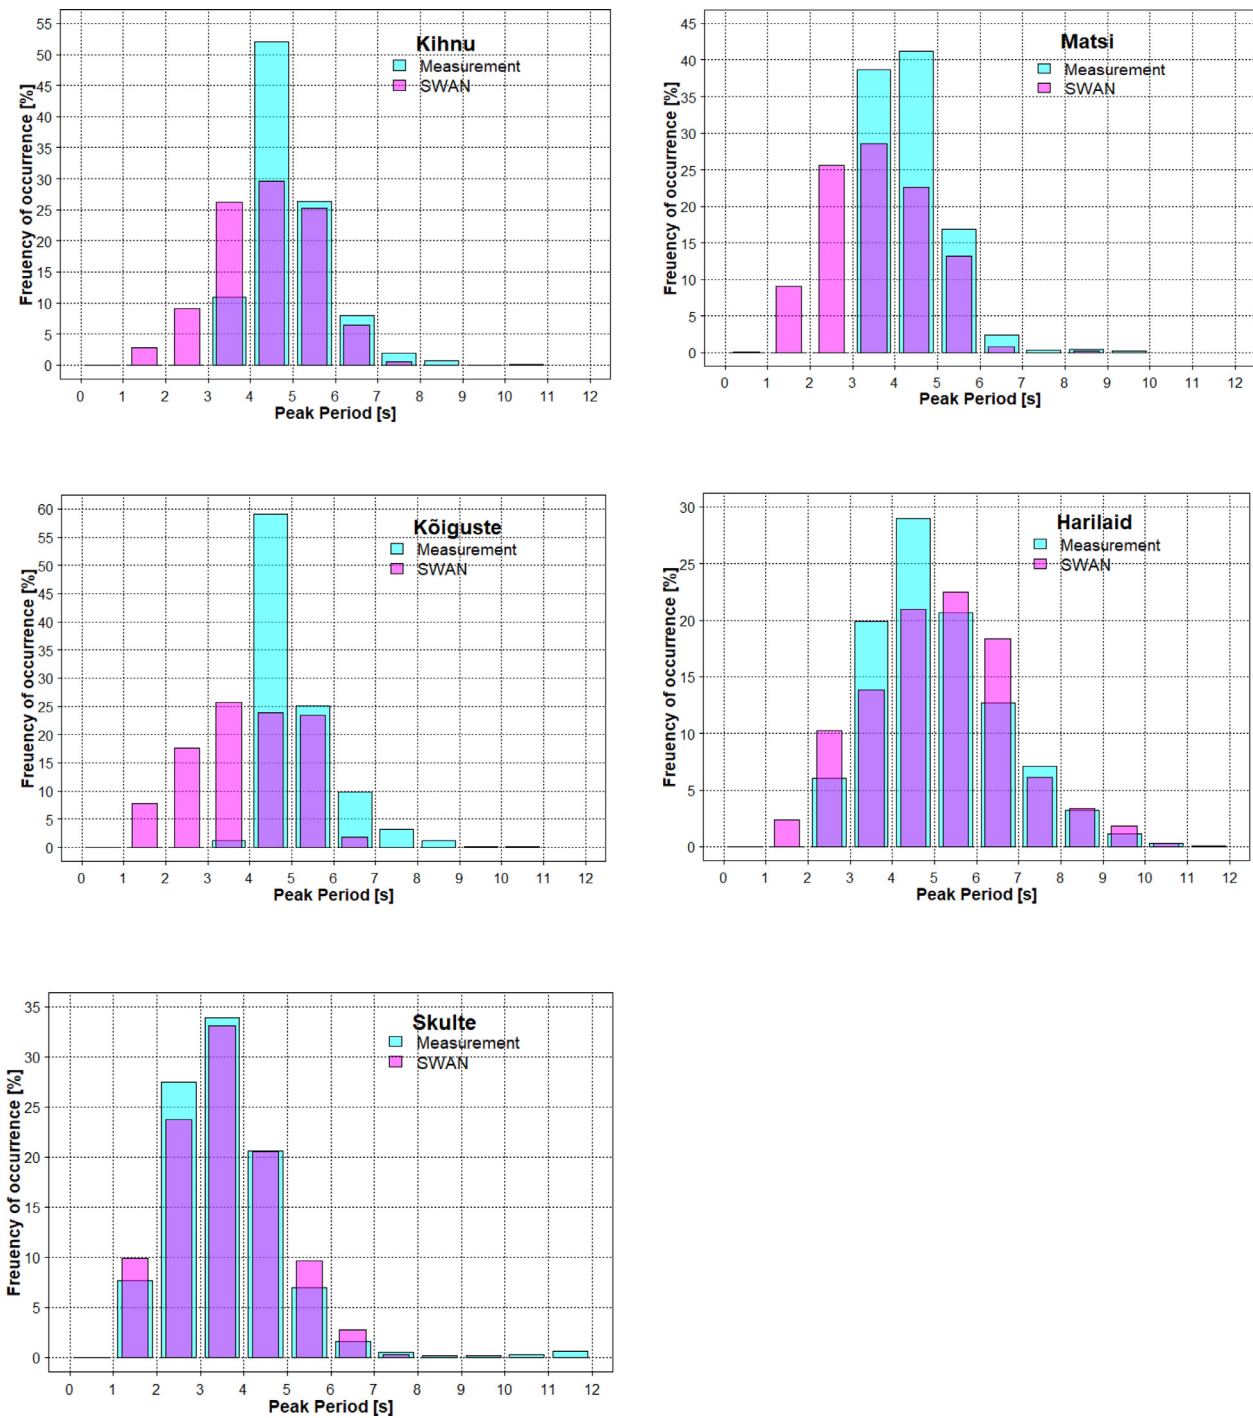 Kihnu
Measurement
SWAN
Freuency of occurrence [%]
55
50
45
40
35
30
25
20
15
10
5
0
0 1 2 3 4 5 6 7 8 9 10 11 12
Peak Period [s]
Matsi
Measurement
SWAN
Freuency of occurrence [%]
45
40
35
30
25
20
15
10
5
0
0 1 2 3 4 5 6 7 8 9 10 11 12
Peak Period [s]
Kõiguste
Measurement
SWAN
Freuency of occurrence [%]
60
55
50
45
40
35
30
25
20
15
10
5
0
0 1 2 3 4 5 6 7 8 9 10 11 12
Peak Period [s]
Harilaid
Measurement
SWAN
Freuency of occurrence [%]
30
25
20
15
10
5
0
0 1 2 3 4 5 6 7 8 9 10 11 12
Peak Period [s]
Skulte
Measurement
SWAN
Freuency of occurrence [%]
35
30
25
20
15
10
5
0
0 1 2 3 4 5 6 7 8 9 10 11 12
Peak Period [s]